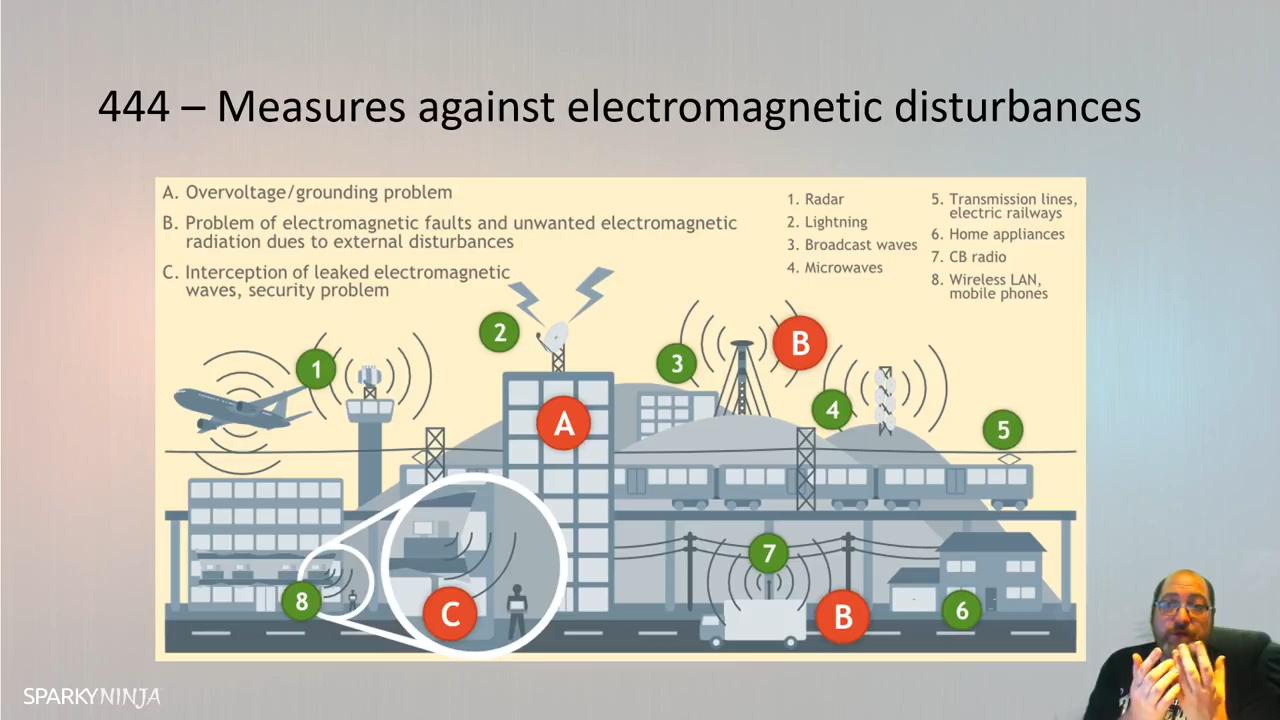 444 – Measures against electromagnetic disturbances
A. Overvoltage/grounding problem
B. Problem of electromagnetic faults and unwanted electromagnetic
radiation dues to external disturbances
C. Interception of leaked electromagnetic
waves, security problem
1. Radar
2. Lightning
3. Broadcast waves
4. Microwaves
5. Transmission lines,
electric railways
6. Home appliances
7. CB radio
8. Wireless LAN,
mobile phones
1
2
3
B
4
A
5
7
8
C
B
6
SPARKYNINJA